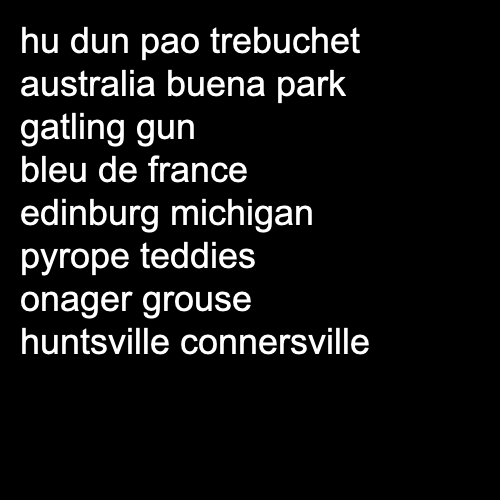 hu dun pao trebuchet
australia buena park
gatling gun
bleu de france
edinburg michigan
pyrope teddies
onager grouse
huntsville connersville